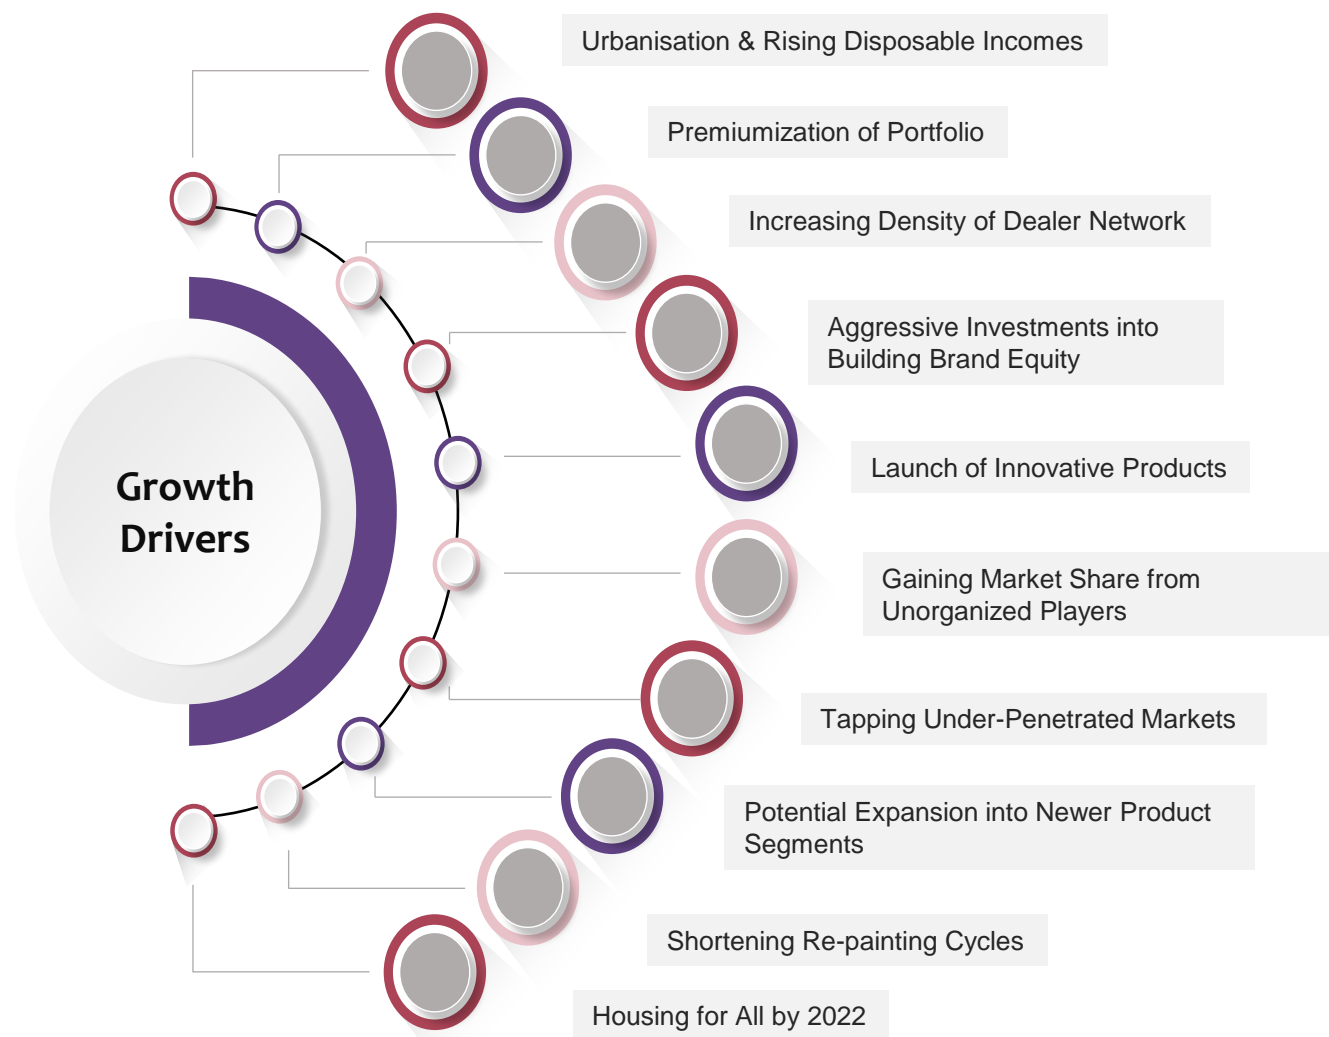 Urbanisation & Rising Disposable Incomes
Premiumization of Portfolio
Increasing Density of Dealer Network
Aggressive Investments into
Building Brand Equity
Launch of Innovative Products
Growth
Drivers
Gaining Market Share from
Unorganized Players
Tapping Under-Penetrated Markets
Potential Expansion into Newer Product
Segments
Shortening Re-painting Cycles
Housing for All by 2022